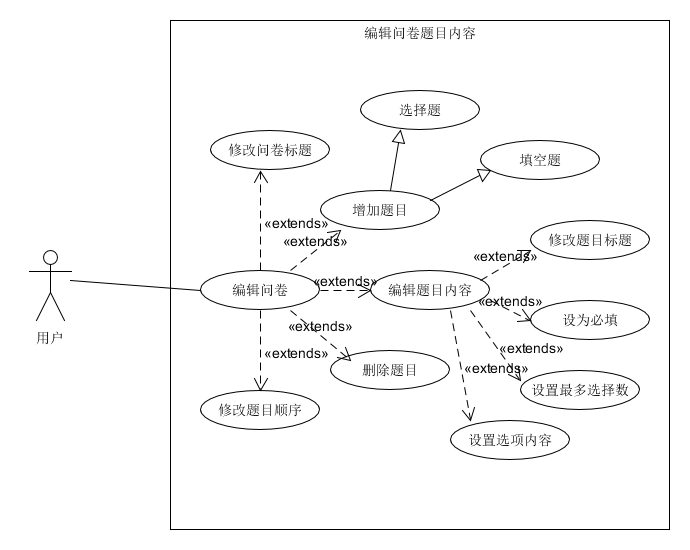 编辑问卷题目内容
选择题
修改问卷标题
填空题
增加题目
«extends»
«extends»
修改题目标题
«extends»
用户
编辑问卷
«extends»
编辑题目内容
«extends»
设为必填
«extends»
«extends»
«extends»
删除题目
«extends»
设置最多选择数
修改题目顺序
设置选项内容